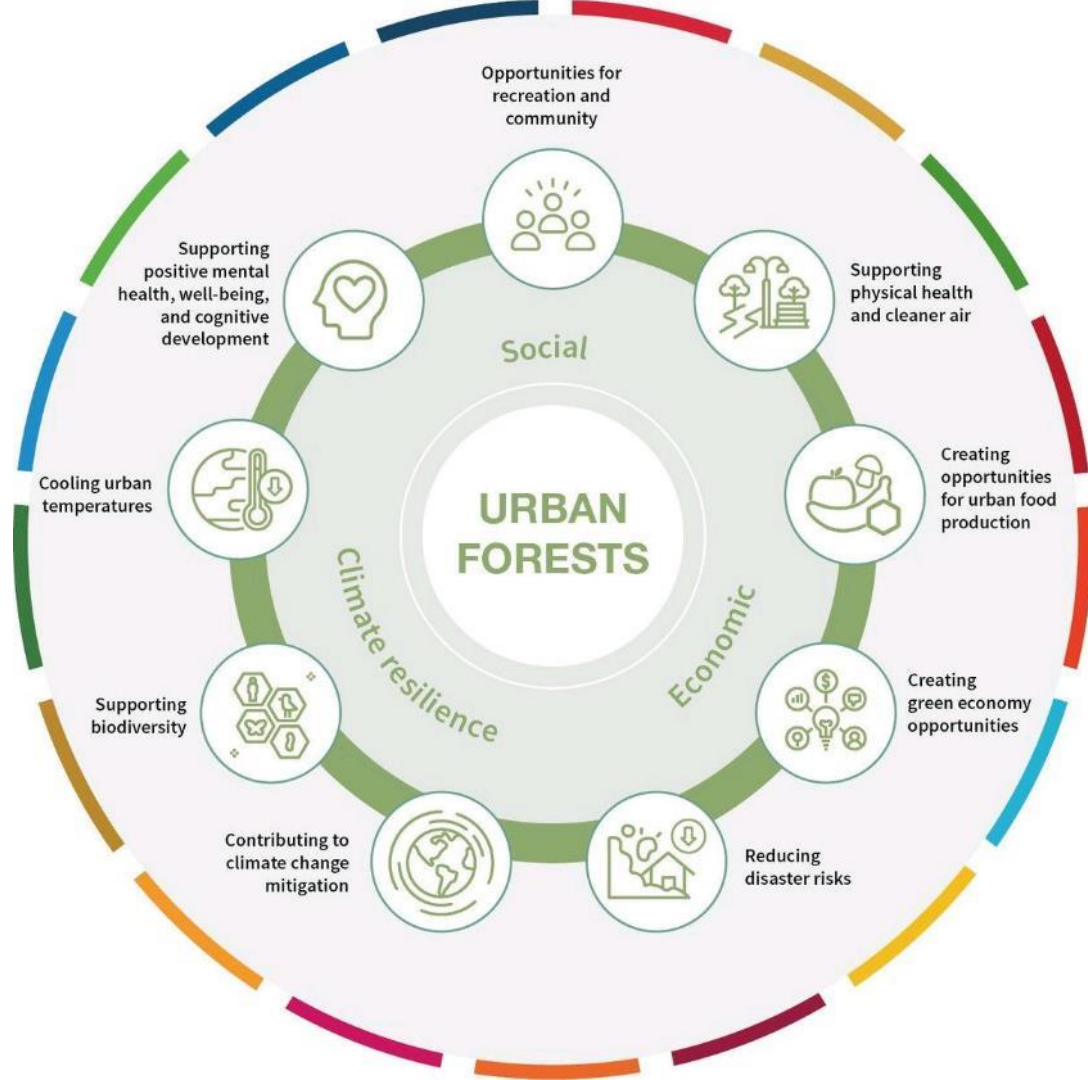 Opportunities for
recreation and
community
Supporting
physical health
and cleaner air
Creating
opportunities
for urban food
production
Creating
green economy
opportunities
Reducing
disaster risks
Contributing to
climate change
mitigation
Supporting
biodiversity
Cooling urban
temperatures
Supporting
positive mental
health, well-being,
and cognitive
development
Social
Economic
Climate resilience
URBAN
FORESTS
$